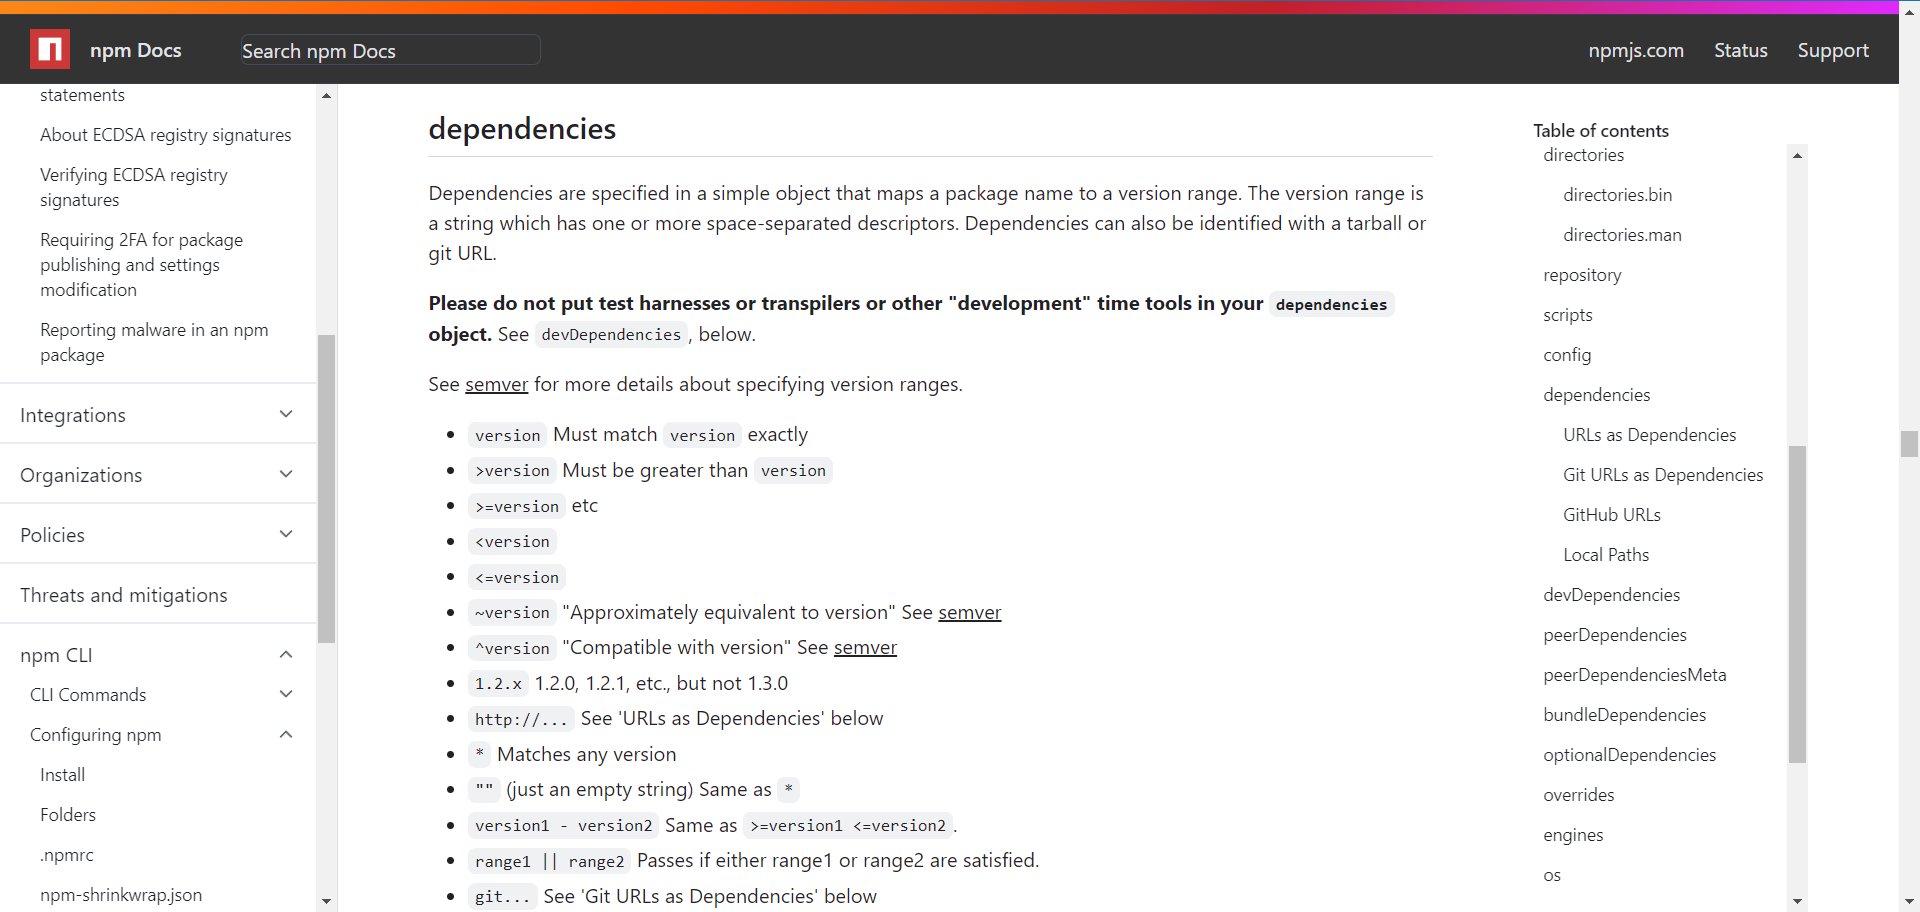 npm Docs
Search npm Docs
npmjs.com
Status
Support
statements
About ECDSA registry signatures
Verifying ECDSA registry
signatures
Requiring 2FA for package
publishing and settings
modification
Reporting malware in an npm
package
Integrations
Organizations
Policies
Threats and mitigations
npm CLI
CLI Commands
Configuring npm
Install
Folders
.npmrc
npm-shrinkwrap.json
dependencies
Dependencies are specified in a simple object that maps a package name to a version range. The version range is
a string which has one or more space-separated descriptors. Dependencies can also be identified with a tarball or
git URL.
Please do not put test harnesses or transpilers or other "development" time tools in your dependencies
object. See devDependencies, below.
See semver for more details about specifying version ranges.
• version Must match version exactly
• >version Must be greater than version
• >=version etc
• <version
• <=version
• ~version "Approximately equivalent to version" See semver
• ^version "Compatible with version" See semver
• 1.2.x 1.2.0, 1.2.1, etc., but not 1.3.0
• http://... See 'URLs as Dependencies' below
• * Matches any version
• "" (just an empty string) Same as *
• version1 - version2 Same as >=version1 <=version2.
• range1 || range2 Passes if either range1 or range2 are satisfied.
• git... See 'Git URLs as Dependencies' below
Table of contents
directories
directories.bin
directories.man
repository
scripts
config
dependencies
URLs as Dependencies
Git URLs as Dependencies
GitHub URLs
Local Paths
devDependencies
peerDependencies
peerDependenciesMeta
bundleDependencies
optionalDependencies
overrides
engines
os